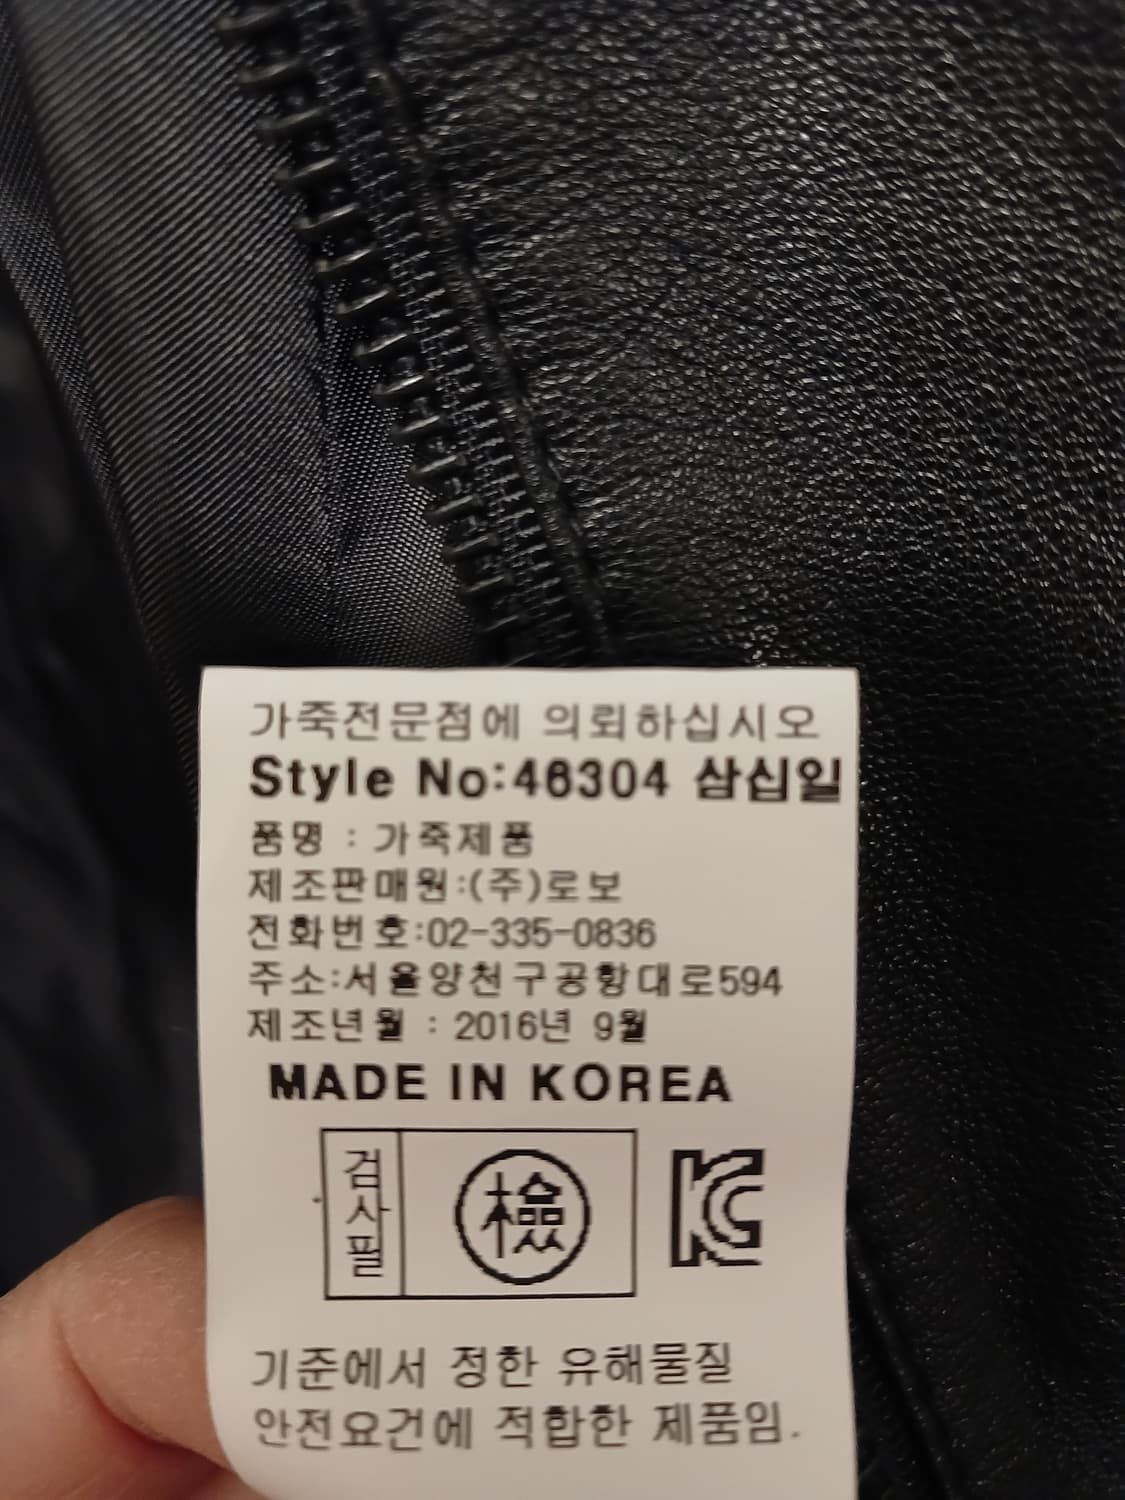 가죽전문점에 의뢰하십시오
Style No:46304 삼십일
품명 : 가죽제품
제조판매원:(주)로보
전화번호:02-335-0836
주소:서울양천구공항대로594
제조년월 : 2016년 9월
MADE IN KOREA
검사필
檢
KC
기준에서 정한 유해물질
안전요건에 적합한 제품임.